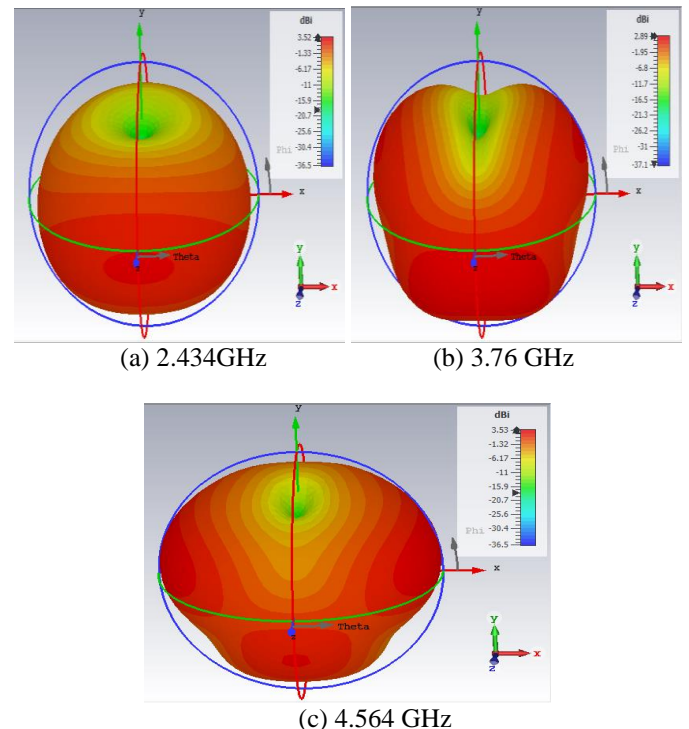 y
dBi
3.52
-1.33
-6.17
-11
-15.9
-20.7
-25.6
-30.4
-36.5
Phi
x
Theta
y
x
z
(a) 2.434GHz
y
dBi
2.89
-1.95
-6.8
-11.6
-16.5
-21.3
-26.2
-31
-37.1
Phi
x
Theta
y
x
z
(b) 3.76 GHz
y
dBi
3.53
-1.32
-6.17
-11
-15.9
-20.7
-25.6
-30.4
-36.5
Phi
x
Theta
y
x
z
(c) 4.564 GHz